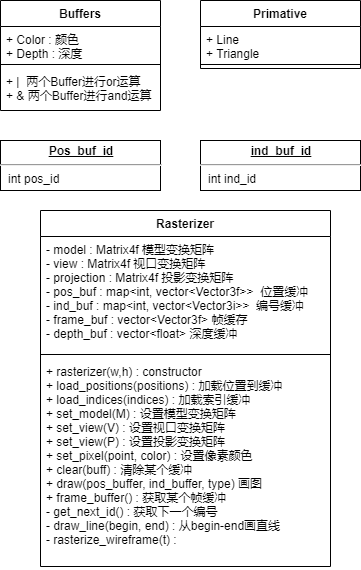 Buffers
+ Color : 颜色
+ Depth : 深度
+ |  两个Buffer进行or运算
+ & 两个Buffer进行and运算
Primative
+ Line
+ Triangle
Pos_buf_id
int pos_id
ind_buf_id
int ind_id
Rasterizer
- model : Matrix4f 模型变换矩阵
- view : Matrix4f 视口变换矩阵
- projection : Matrix4f 投影变换矩阵
- pos_buf : map<int, vector<Vector3f>>  位置缓冲
- ind_buf : map<int, vector<Vector3i>>  编号缓冲
- frame_buf : vector<Vector3f> 帧缓存
- depth_buf : vector<float> 深度缓冲
+ rasterizer(w,h) : constructor
+ load_positions(positions) : 加载位置到缓冲
+ load_indices(indices) : 加载索引缓冲
+ set_model(M) : 设置模型变换矩阵
+ set_view(V) : 设置视口变换矩阵
+ set_view(P) : 设置投影变换矩阵
+ set_pixel(point, color) : 设置像素颜色
+ clear(buff) : 清除某个缓冲
+ draw(pos_buffer, ind_buffer, type) 画图
+ frame_buffer() : 获取某个帧缓冲
- get_next_id() : 获取下一个编号
- draw_line(begin, end) : 从begin-end画直线
- rasterize_wireframe(t) :